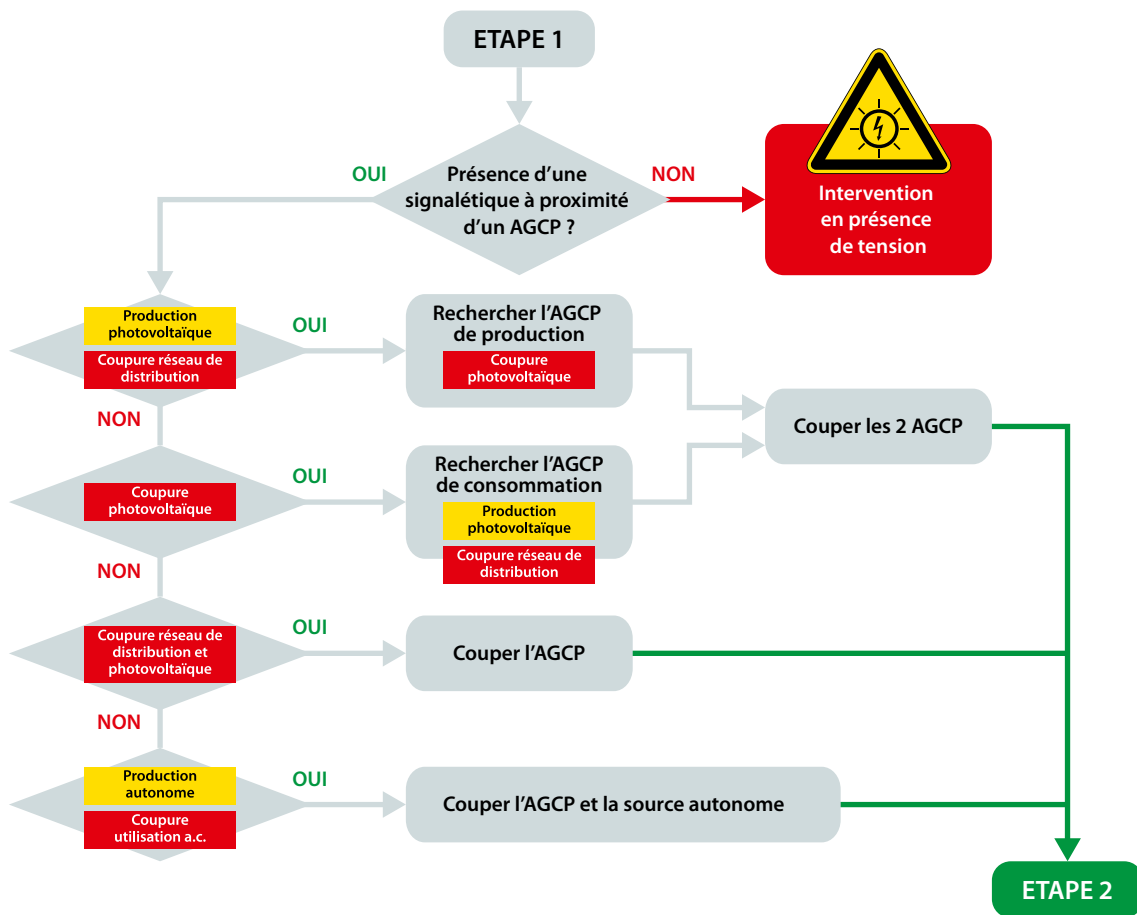 ETAPE 1
Présence d'une
signalétique à proximité
d'un AGCP ?
OUI
NON
Intervention
en présence
de tension
Production
photovoltaïque
Coupure réseau de
distribution
OUI
Rechercher l'AGCP
de production
Coupure
photovoltaïque
NON
Couper les 2 AGCP
Coupure
photovoltaïque
OUI
Rechercher l'AGCP
de consommation
Production
photovoltaïque
Coupure réseau de
distribution
NON
Coupure réseau de
distribution et
photovoltaïque
OUI
Couper l'AGCP
NON
Production
autonome
Coupure
utilisation a.c.
OUI
Couper l'AGCP et la source autonome
ETAPE 2